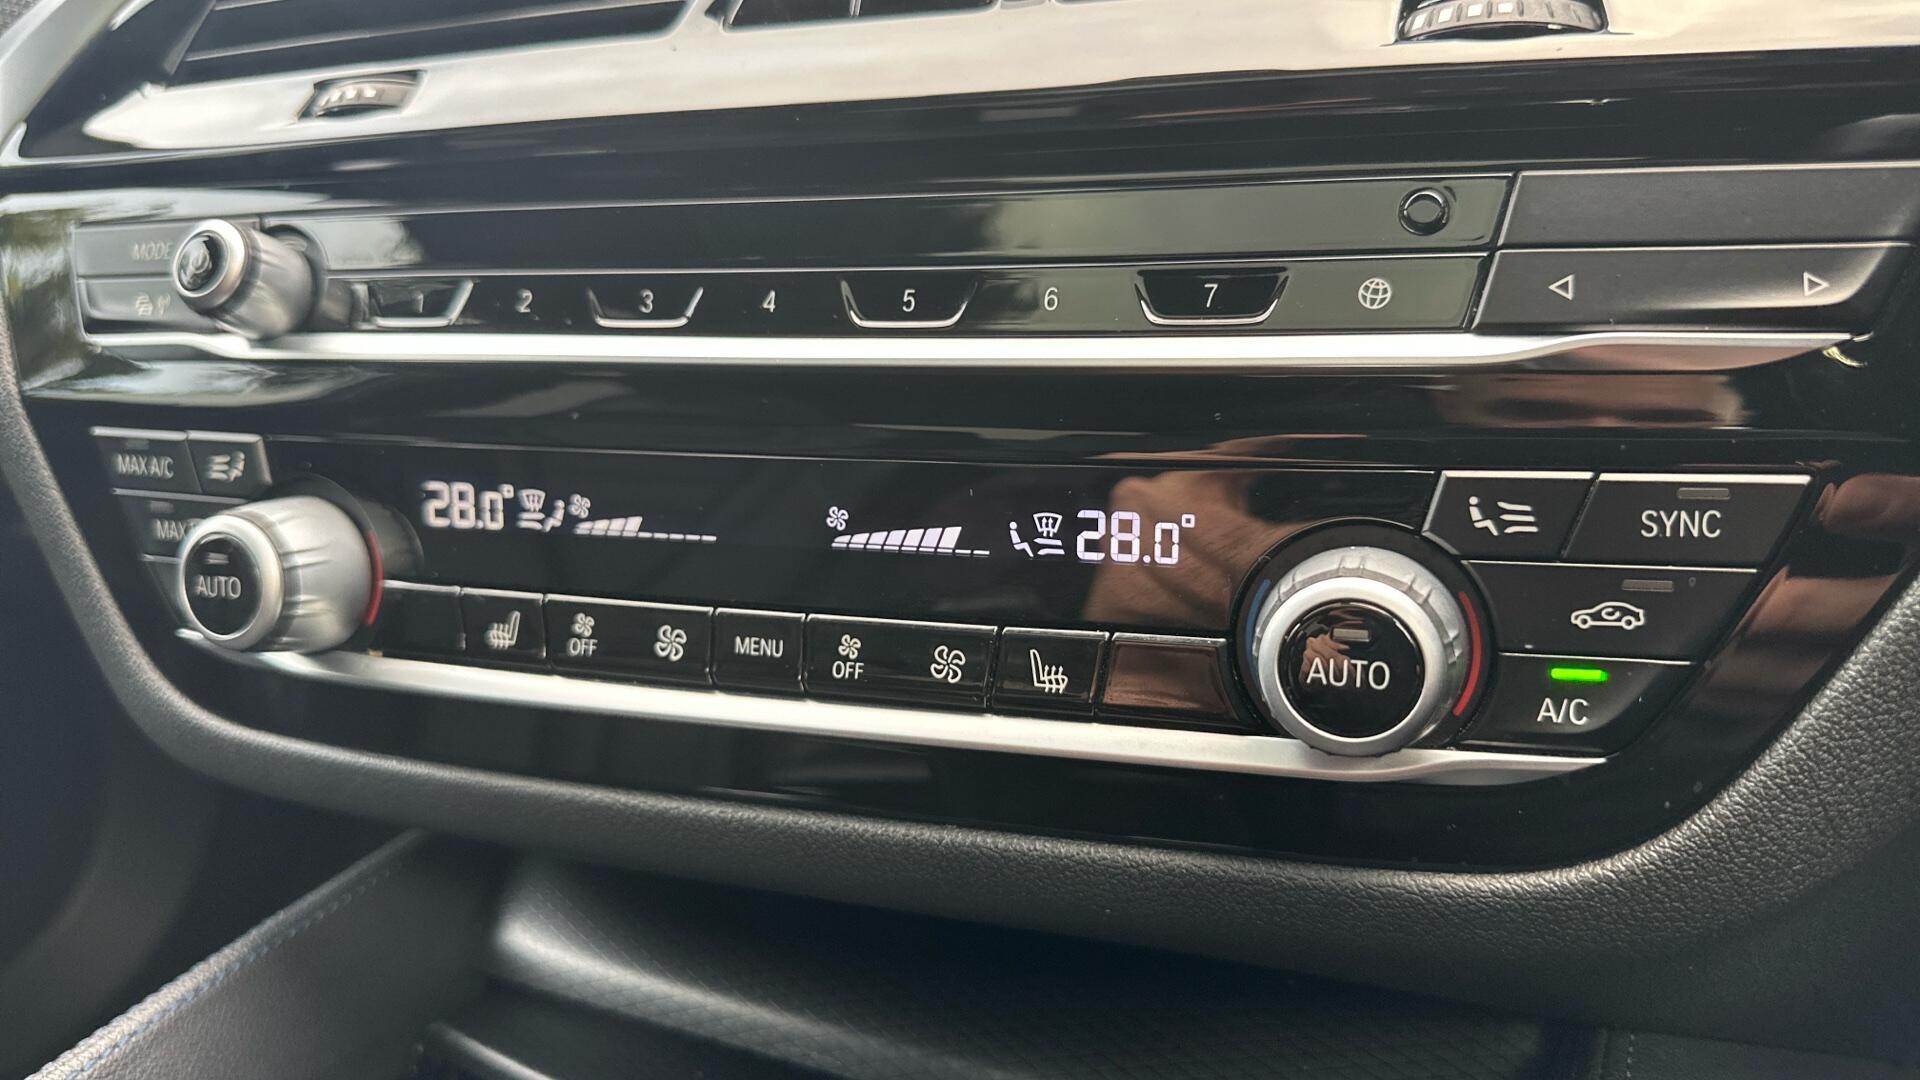 MODE
1 2 3 4 5 6 7
MAX A/C
MAX
28.0° 28.0°
SYNC
AUTO
OFF MENU OFF
AUTO
A/C